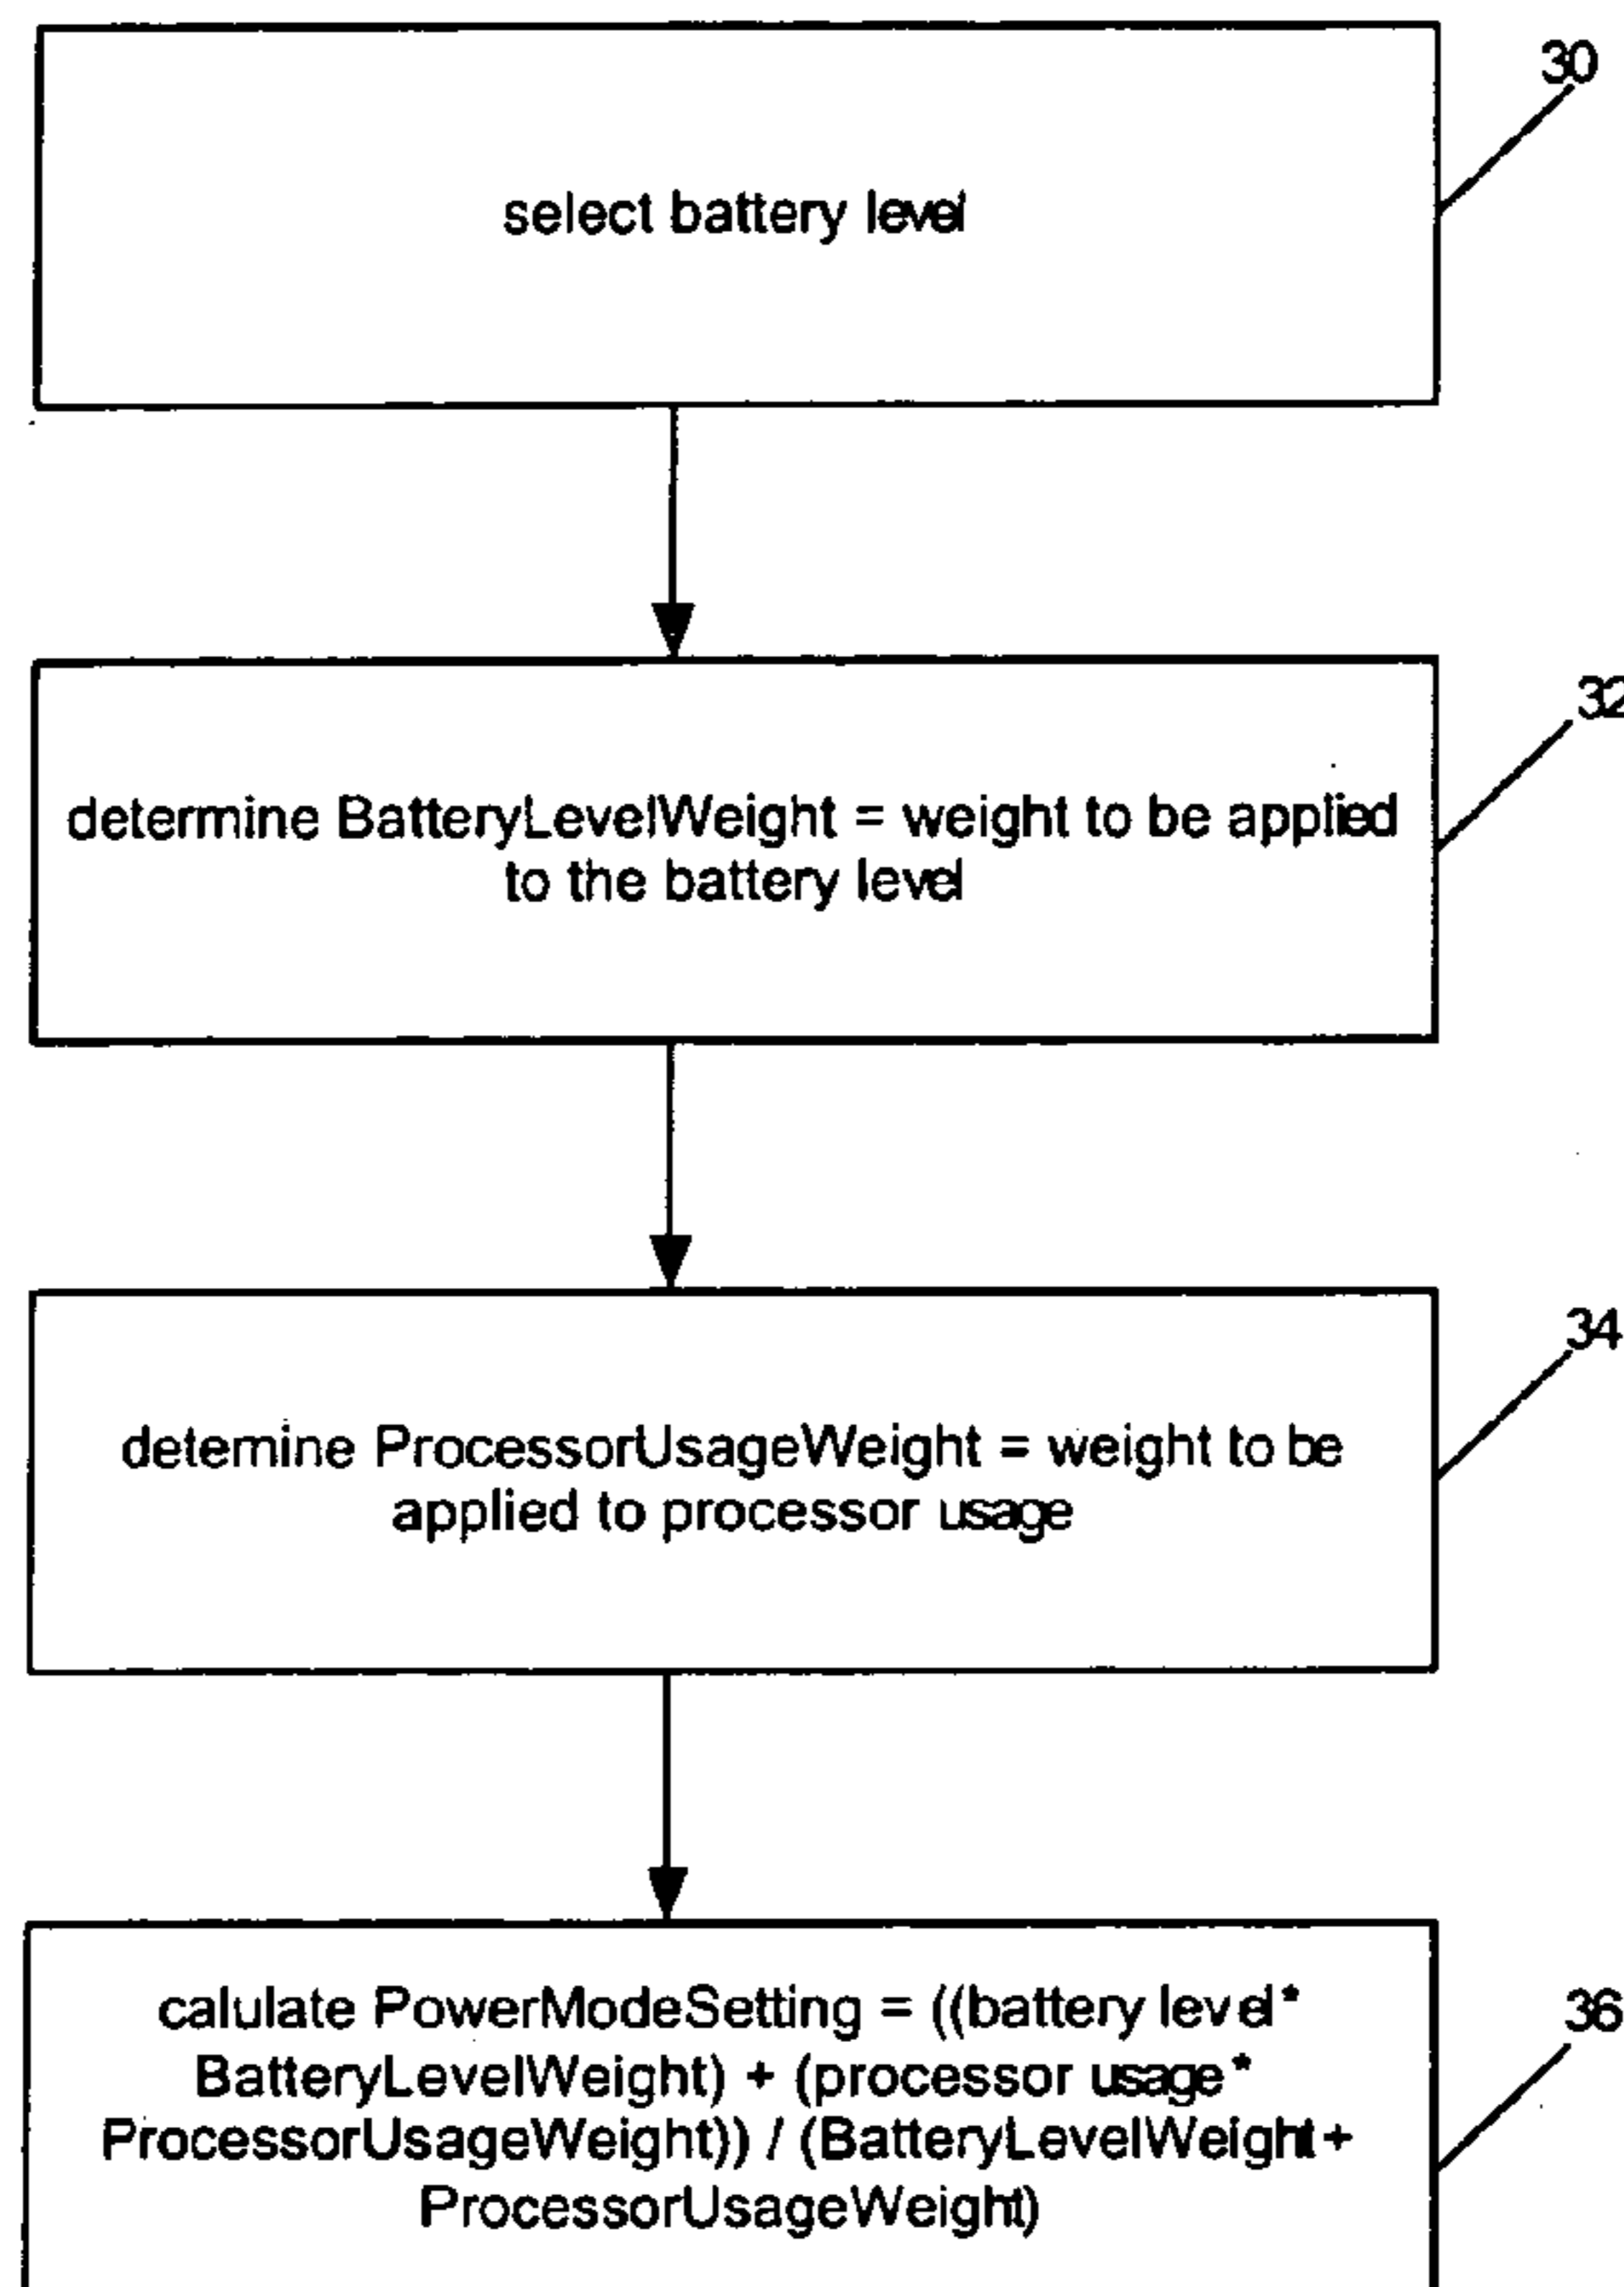 30
select battery level
32
determine BatteryLevelWeight = weight to be applied
to the battery level
34
detemine ProcessorUsageWeight = weight to be
applied to processor usage
36
calulate PowerModeSetting = ((battery level*
BatteryLevelWeight) + (processor usage*
ProcessorUsageWeight)) / (BatteryLevelWeight+
ProcessorUsageWeight)